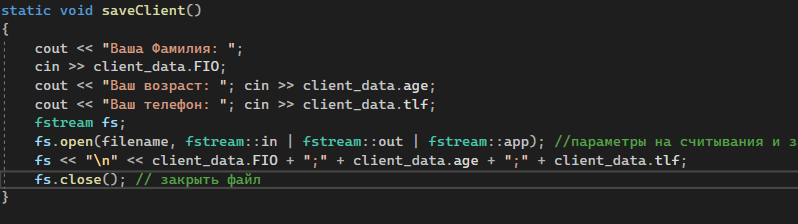 static void saveClient()
{
cout << "Ваша Фамилия: ";
cin >> client_data.FIO;
cout << "Ваш возраст: "; cin >> client_data.age;
cout << "Ваш телефон: "; cin >> client_data.tlf;
fstream fs;
fs.open(filename, fstream::in | fstream::out | fstream::app); //параметры на считывания и з
fs << "\n" << client_data.FIO + ";" + client_data.age + ";" + client_data.tlf;
fs.close(); // закрыть файл
}